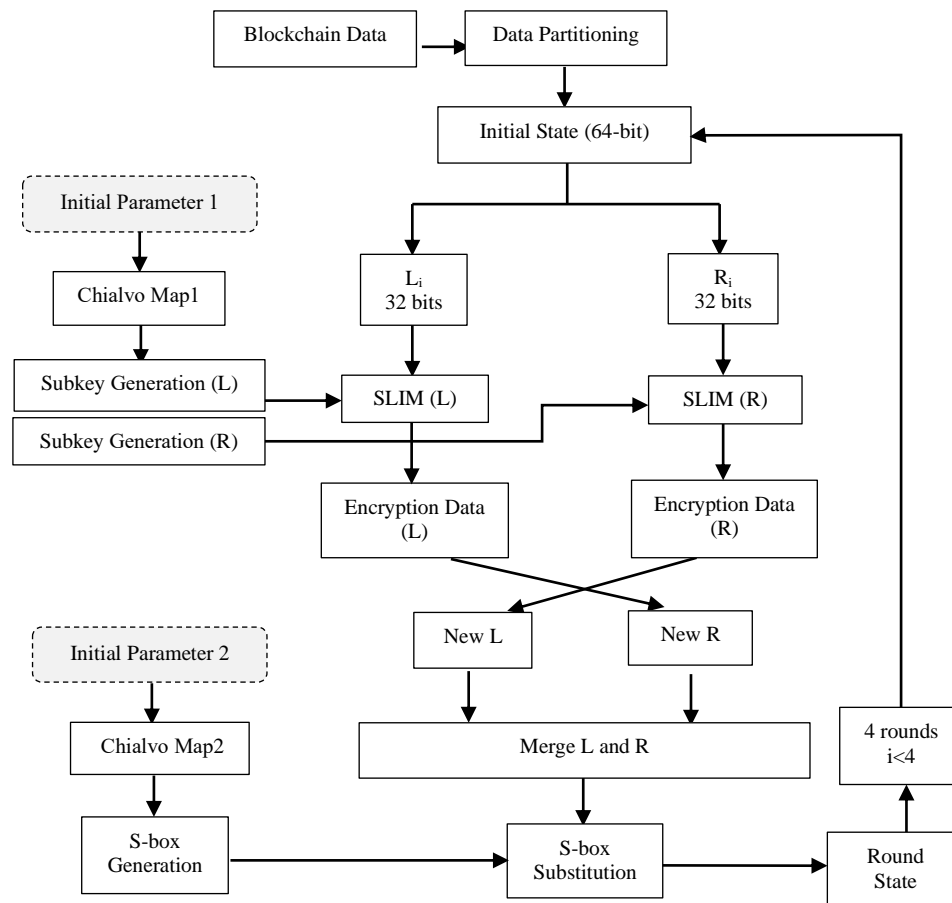 Blockchain Data
Data Partitioning
Initial State (64-bit)
Initial Parameter 1
Chialvo Map1
Li
32 bits
Ri
32 bits
Subkey Generation (L)
SLIM (L)
SLIM (R)
Subkey Generation (R)
Encryption Data
(L)
Encryption Data
(R)
New L
New R
Initial Parameter 2
Chialvo Map2
Merge L and R
4 rounds
i<4
S-box
Generation
S-box
Substitution
Round
State